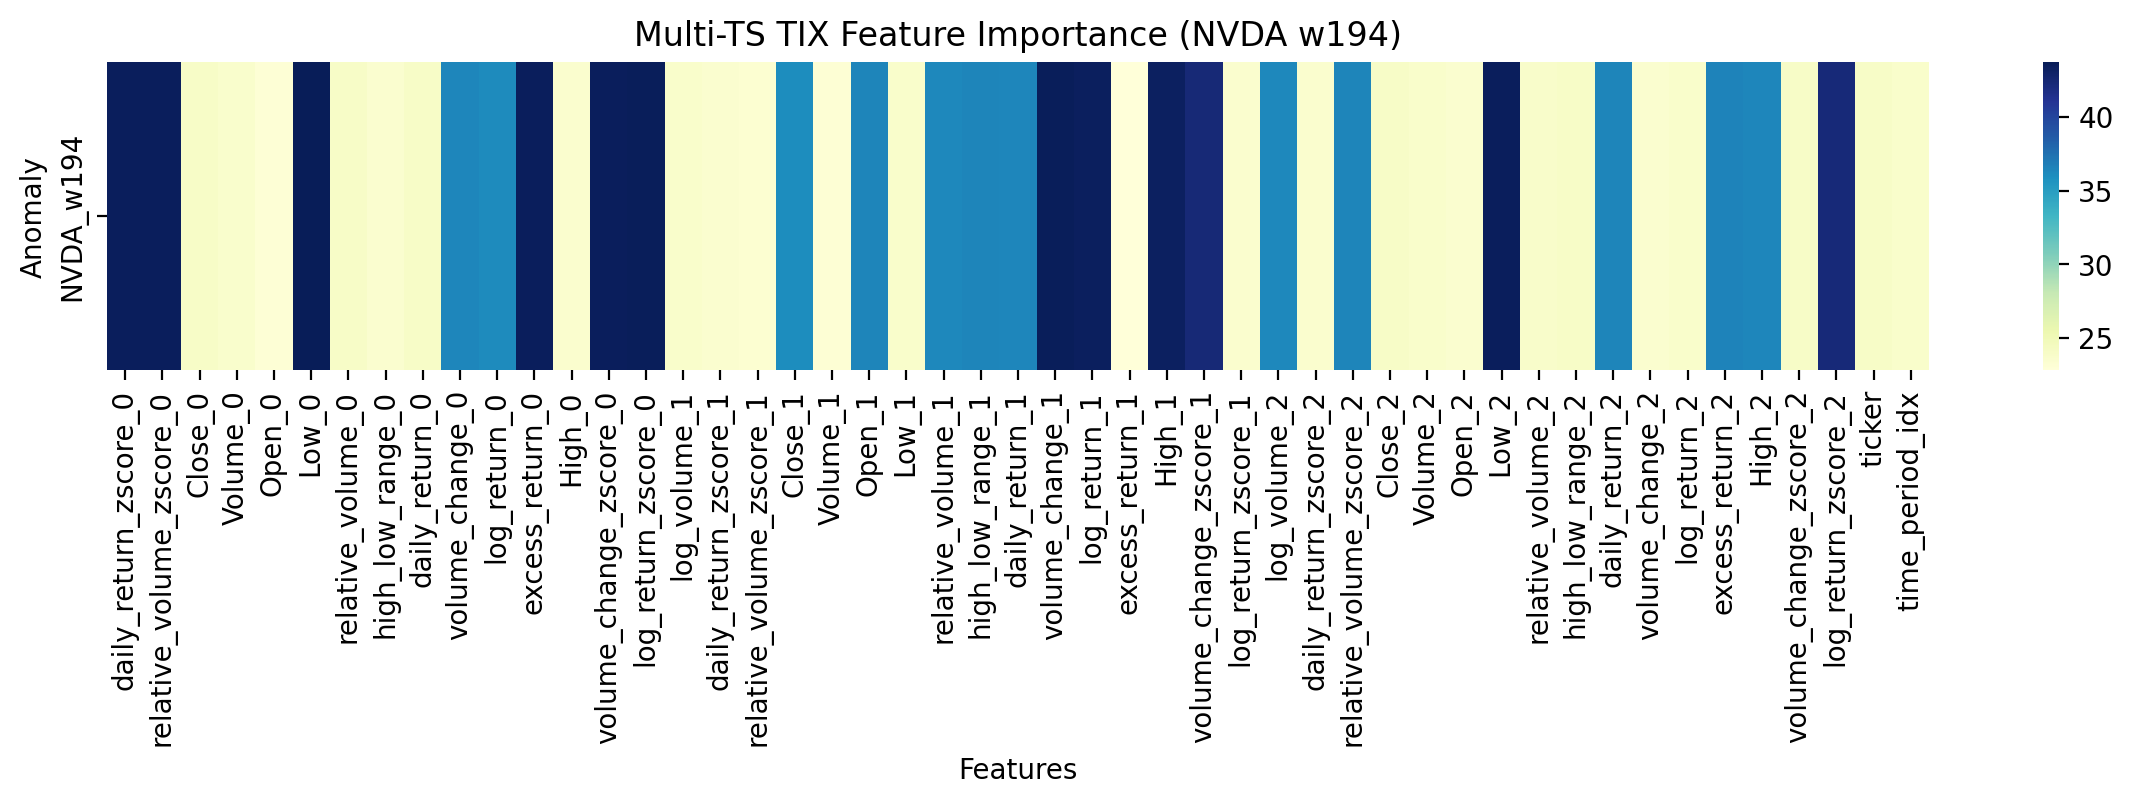 Multi-TS TIX Feature Importance (NVDA w194)
Anomaly
NVDA_w194
40
35
30
25
daily_return_zscore_0
relative_volume_zscore_0
Close_0
Volume_0
Open_0
Low_0
relative_volume_0
high_low_range_0
daily_return_0
volume_change_0
log_return_0
excess_return_0
High_0
volume_change_zscore_0
log_return_zscore_0
log_volume_1
daily_return_zscore_1
relative_volume_zscore_1
Close_1
Volume_1
Open_1
Low_1
relative_volume_1
high_low_range_1
daily_return_1
volume_change_1
log_return_1
excess_return_1
High_1
volume_change_zscore_1
log_return_zscore_1
log_volume_2
daily_return_zscore_2
relative_volume_zscore_2
Close_2
Volume_2
Open_2
Low_2
relative_volume_2
high_low_range_2
daily_return_2
volume_change_2
log_return_2
excess_return_2
High_2
volume_change_zscore_2
log_return_zscore_2
ticker
time_period_idx
Features